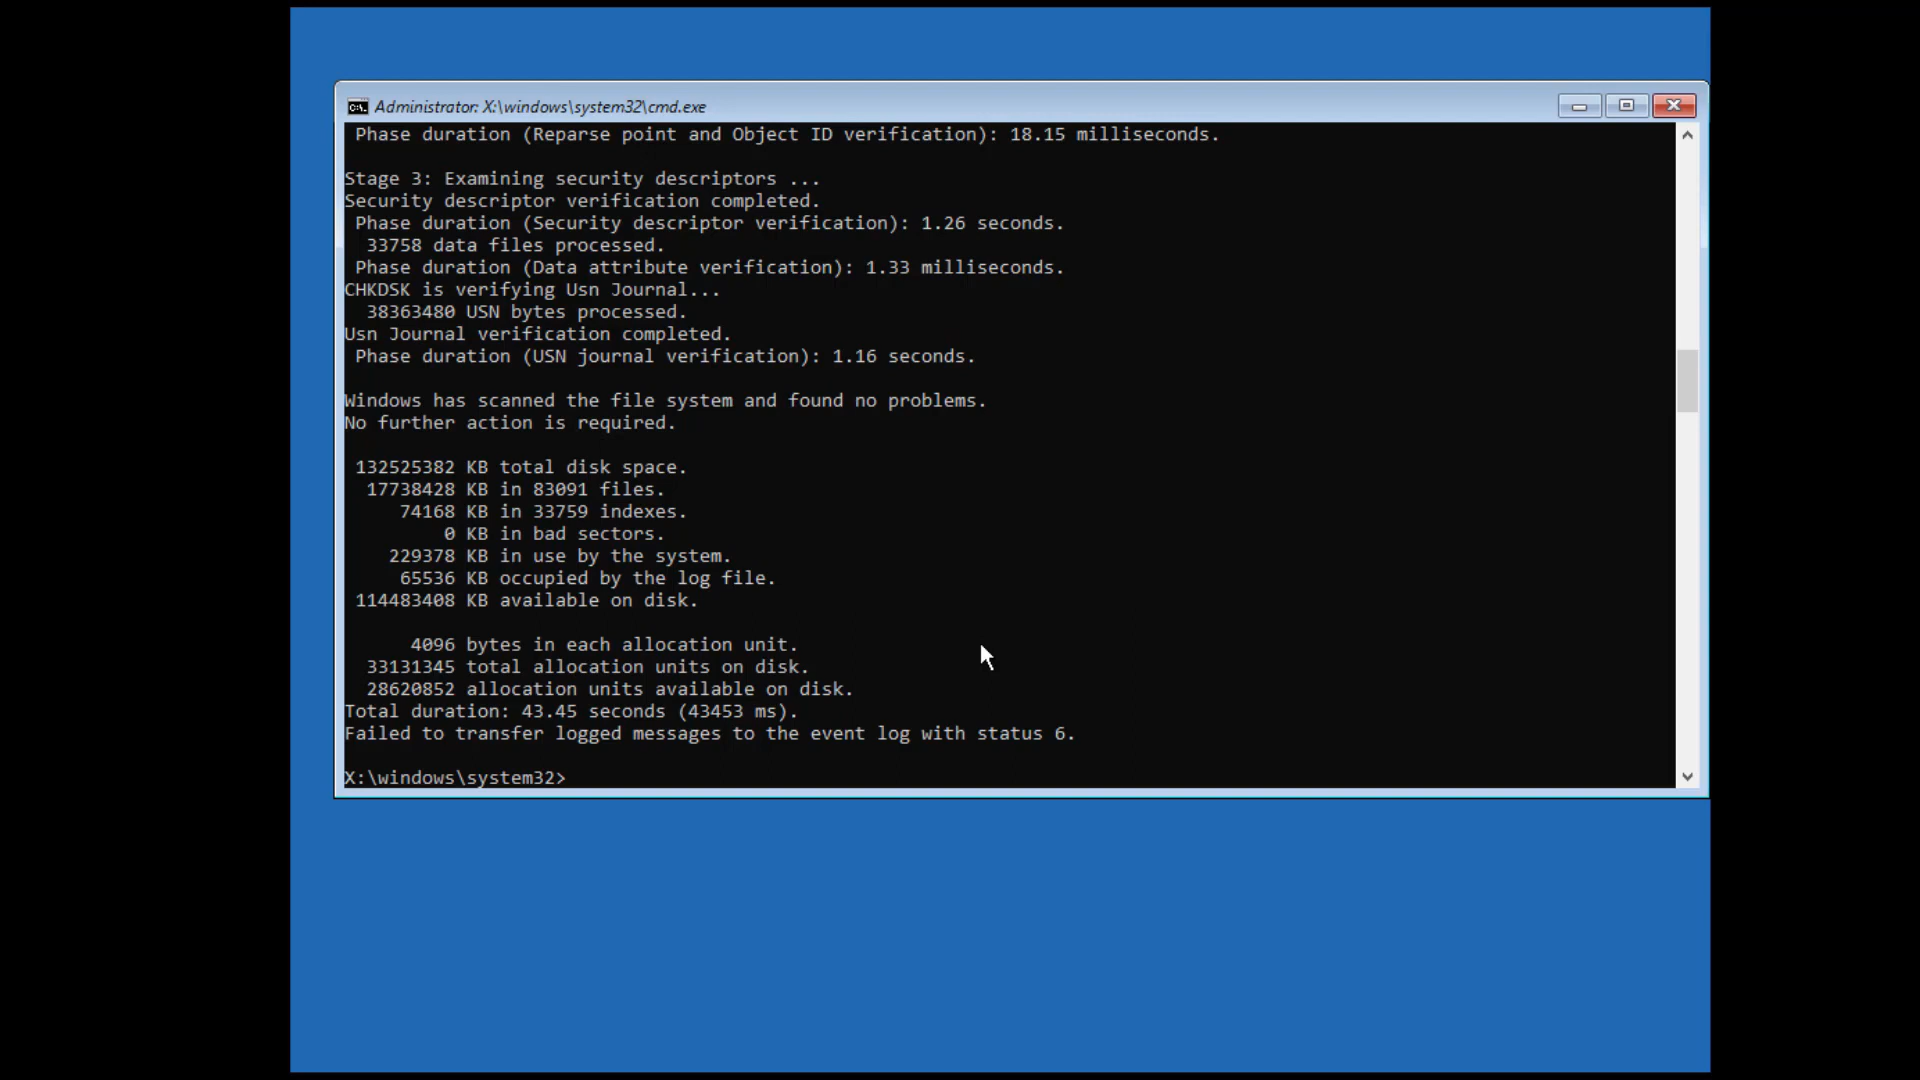 Administrator: X:\windows\system32\cmd.exe
Phase duration (Reparse point and Object ID verification): 18.15 milliseconds.
Stage 3: Examining security descriptors ...
Security descriptor verification completed.
Phase duration (Security descriptor verification): 1.26 seconds.
33758 data files processed.
Phase duration (Data attribute verification): 1.33 milliseconds.
CHKDSK is verifying Usn Journal...
38363480 USN bytes processed.
Usn Journal verification completed.
Phase duration (USN journal verification): 1.16 seconds.
Windows has scanned the file system and found no problems.
No further action is required.
132525382 KB total disk space.
17738428 KB in 83091 files.
74168 KB in 33759 indexes.
0 KB in bad sectors.
229378 KB in use by the system.
65536 KB occupied by the log file.
114483408 KB available on disk.
4096 bytes in each allocation unit.
33131345 total allocation units on disk.
28620852 allocation units available on disk.
Total duration: 43.45 seconds (43453 ms).
Failed to transfer logged messages to the event log with status 6.
X:\windows\system32>